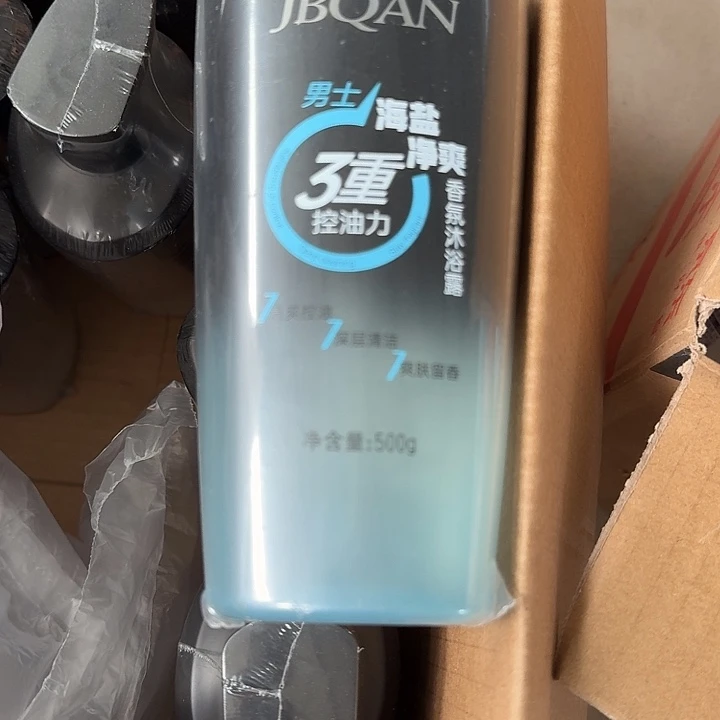 JBQAN
男士
海盐
净爽
3重
控油力
香氛沐浴露
深层清洁
爽肤留香
净含量:500g